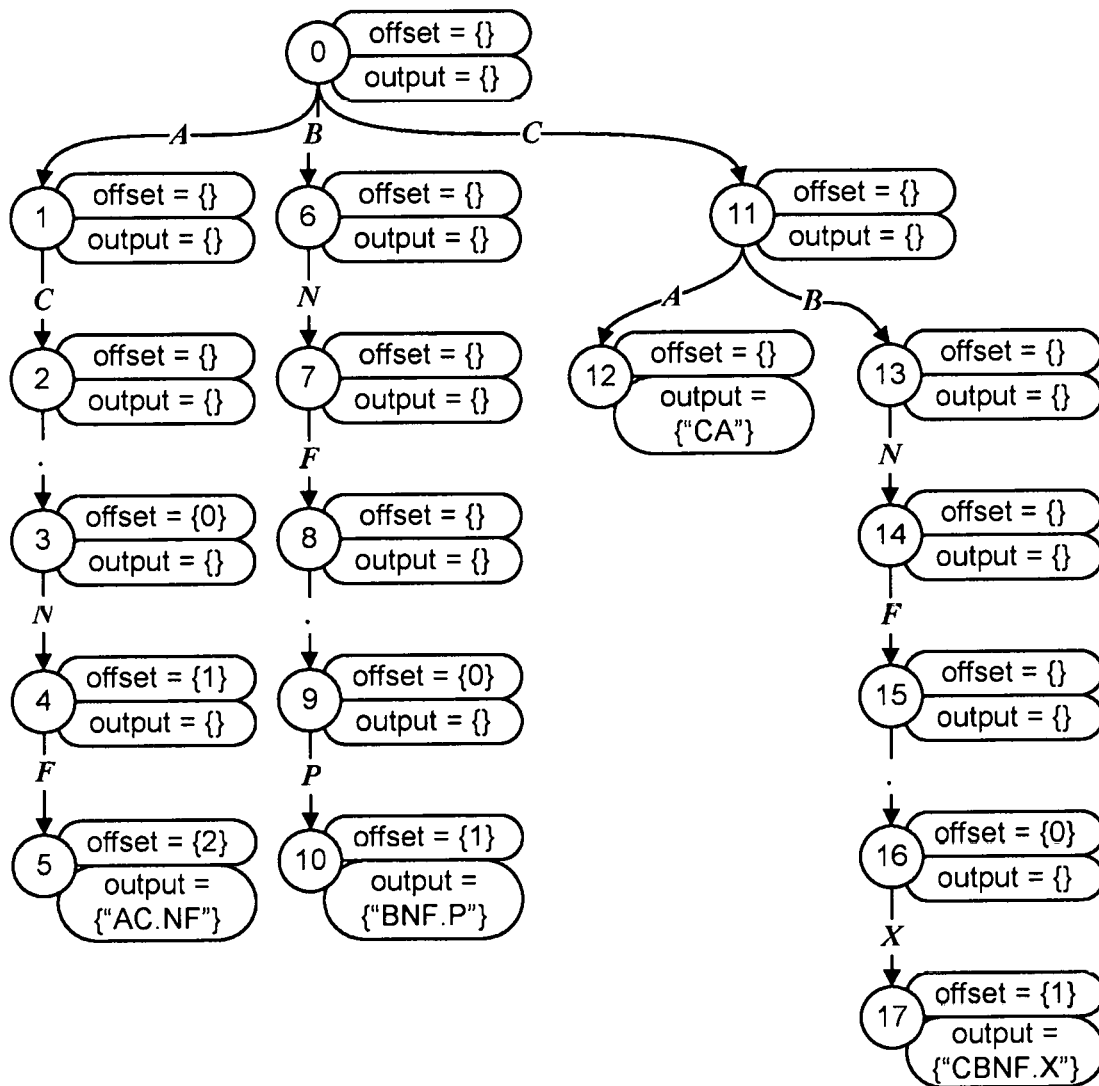 0
offset = {}
output = {}
A
B
C
1
offset = {}
output = {}
6
offset = {}
output = {}
11
offset = {}
output = {}
C
N
A
B
2
offset = {}
output = {}
7
offset = {}
output = {}
12
offset = {}
output =
{“CA”}
13
offset = {}
output = {}
.
F
N
3
offset = {0}
output = {}
8
offset = {}
output = {}
14
offset = {}
output = {}
N
.
F
4
offset = {1}
output = {}
9
offset = {0}
output = {}
15
offset = {}
output = {}
F
P
.
5
offset = {2}
output =
{“AC.NF”}
10
offset = {1}
output =
{“BNF.P”}
16
offset = {0}
output = {}
X
17
offset = {1}
output =
{“CBNF.X”}